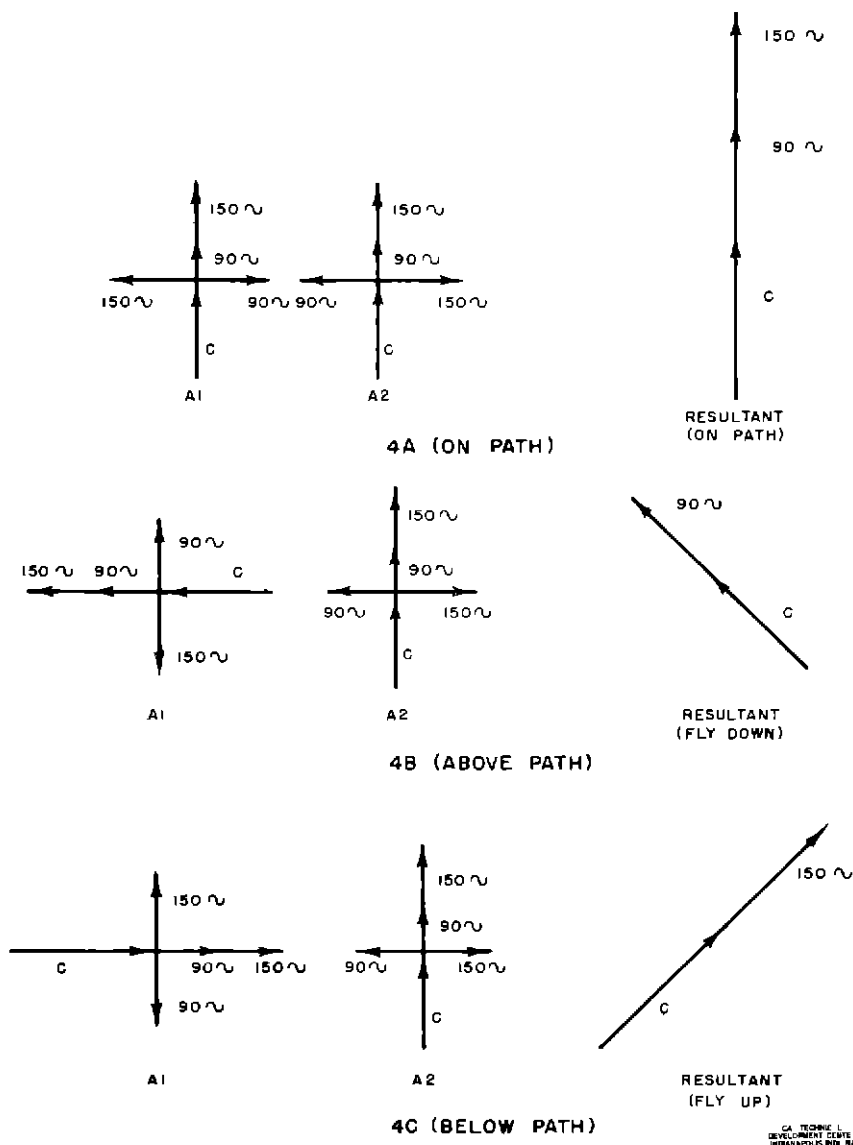 150 ~
90 ~
C
RESULTANT
(ON PATH)
150~
90~
150~
90~
C
A1
150~
90~
90~
150~
C
A2
4A (ON PATH)
90~
150~
90~
C
150~
A1
150~
90~
90~
150~
C
A2
90~
C
RESULTANT
(FLY DOWN)
4B (ABOVE PATH)
150~
C
90~
150~
90~
A1
150~
90~
90~
150~
C
A2
150~
C
RESULTANT
(FLY UP)
4C (BELOW PATH)
DEVELOPMENT